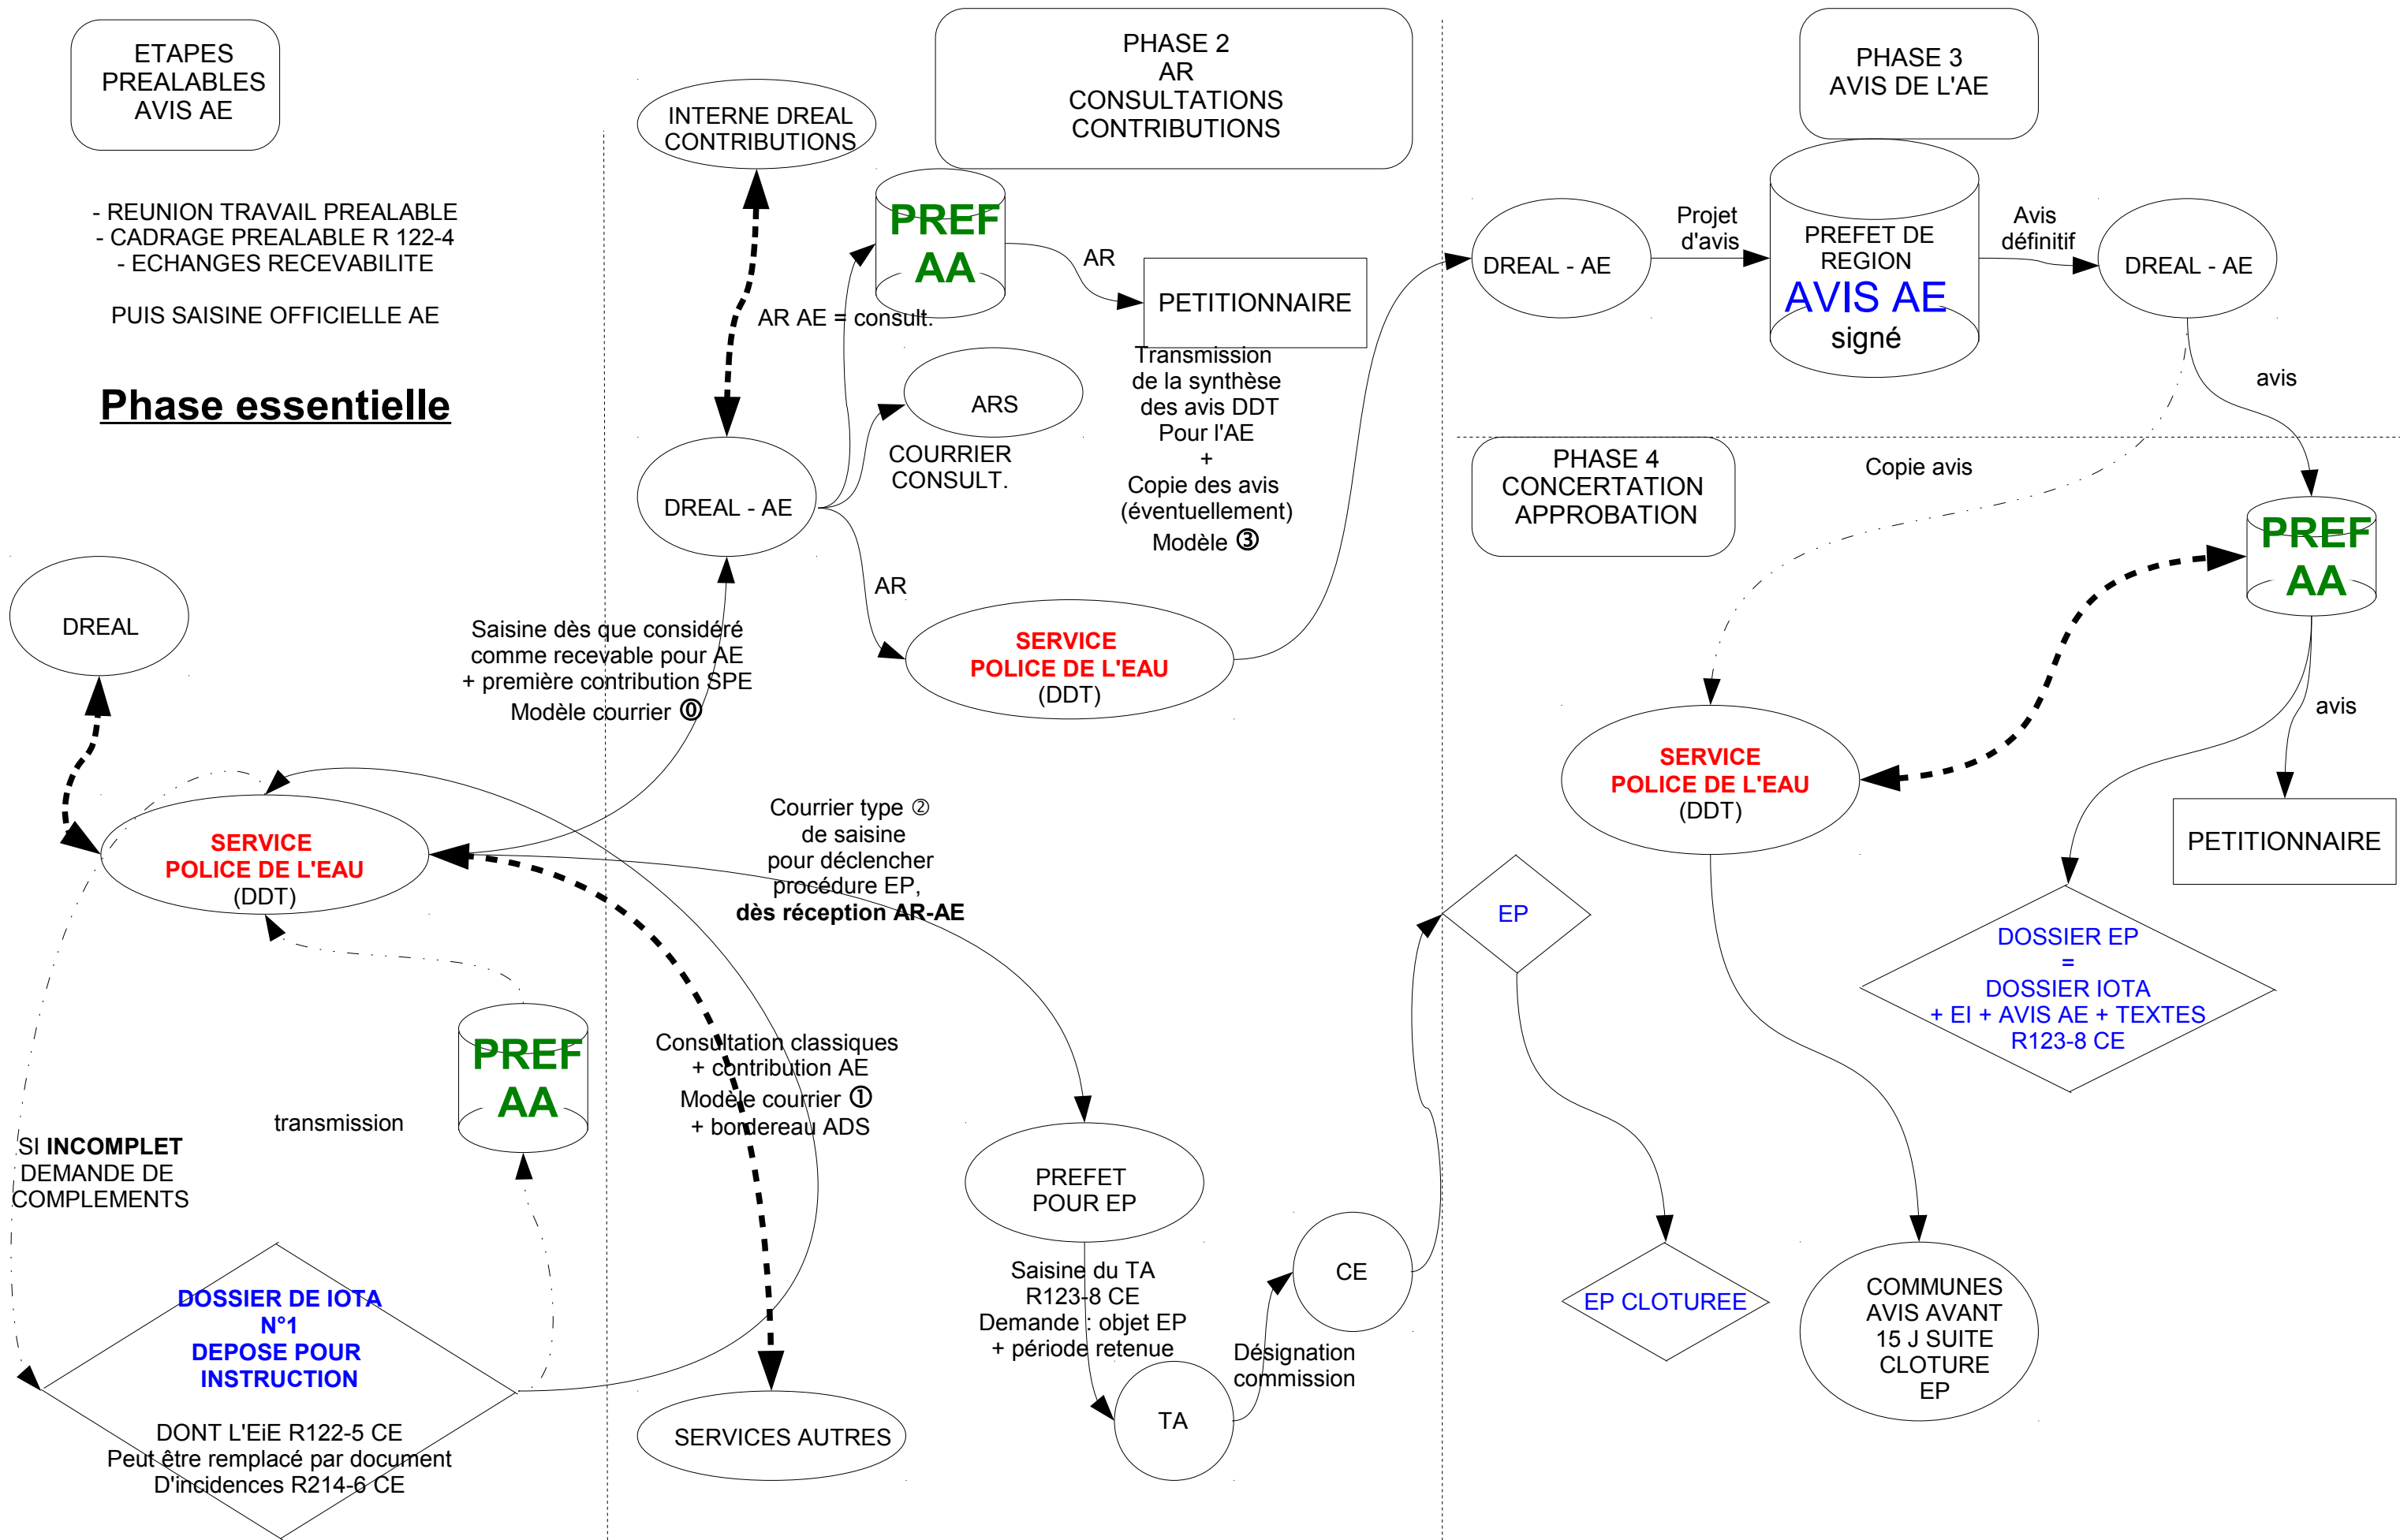 ETAPES
PREALABLES
AVIS AE
- REUNION TRAVAIL PREALABLE
- CADRAGE PREALABLE R 122-4
- ECHANGES RECEVABILITE
PUIS SAISINE OFFICIELLE AE
Phase essentielle
DREAL
SERVICE
POLICE DE L'EAU
(DDT)
transmission
PREF
AA
SI INCOMPLET
DEMANDE DE
COMPLEMENTS
DOSSIER DE IOTA
N°1
DEPOSE POUR
INSTRUCTION
DONT L'EiE R122-5 CE
Peut être remplacé par document
D'incidences R214-6 CE
Saisine dès que considéré
comme recevable pour AE
+ première contribution SPE
Modèle courrier ⓪
PHASE 2
AR
CONSULTATIONS
CONTRIBUTIONS
INTERNE DREAL
CONTRIBUTIONS
PREF
AA
AR
PETITIONNAIRE
AR AE = consult.
ARS
COURRIER
CONSULT.
DREAL - AE
AR
SERVICE
POLICE DE L'EAU
(DDT)
Transmission
de la synthèse
des avis DDT
Pour l'AE
+
Copie des avis
(éventuellement)
Modèle ③
Courrier type ②
de saisine
pour déclencher
procédure EP,
dès réception AR-AE
Consultation classiques
+ contribution AE
Modèle courrier ①
+ bordereau ADS
SERVICES AUTRES
PREFET
POUR EP
Saisine du TA
R123-8 CE
Demande : objet EP
+ période retenue
TA
Désignation
commission
CE
PHASE 3
AVIS DE L'AE
DREAL - AE
Projet
d'avis
PREFET DE
REGION
AVIS AE
signé
Avis
définitif
DREAL - AE
avis
PHASE 4
CONCERTATION
APPROBATION
Copie avis
PREF
AA
SERVICE
POLICE DE L'EAU
(DDT)
avis
PETITIONNAIRE
EP
DOSSIER EP
=
DOSSIER IOTA
+ EI + AVIS AE + TEXTES
R123-8 CE
EP CLOTUREE
COMMUNES
AVIS AVANT
15 J SUITE
CLOTURE
EP